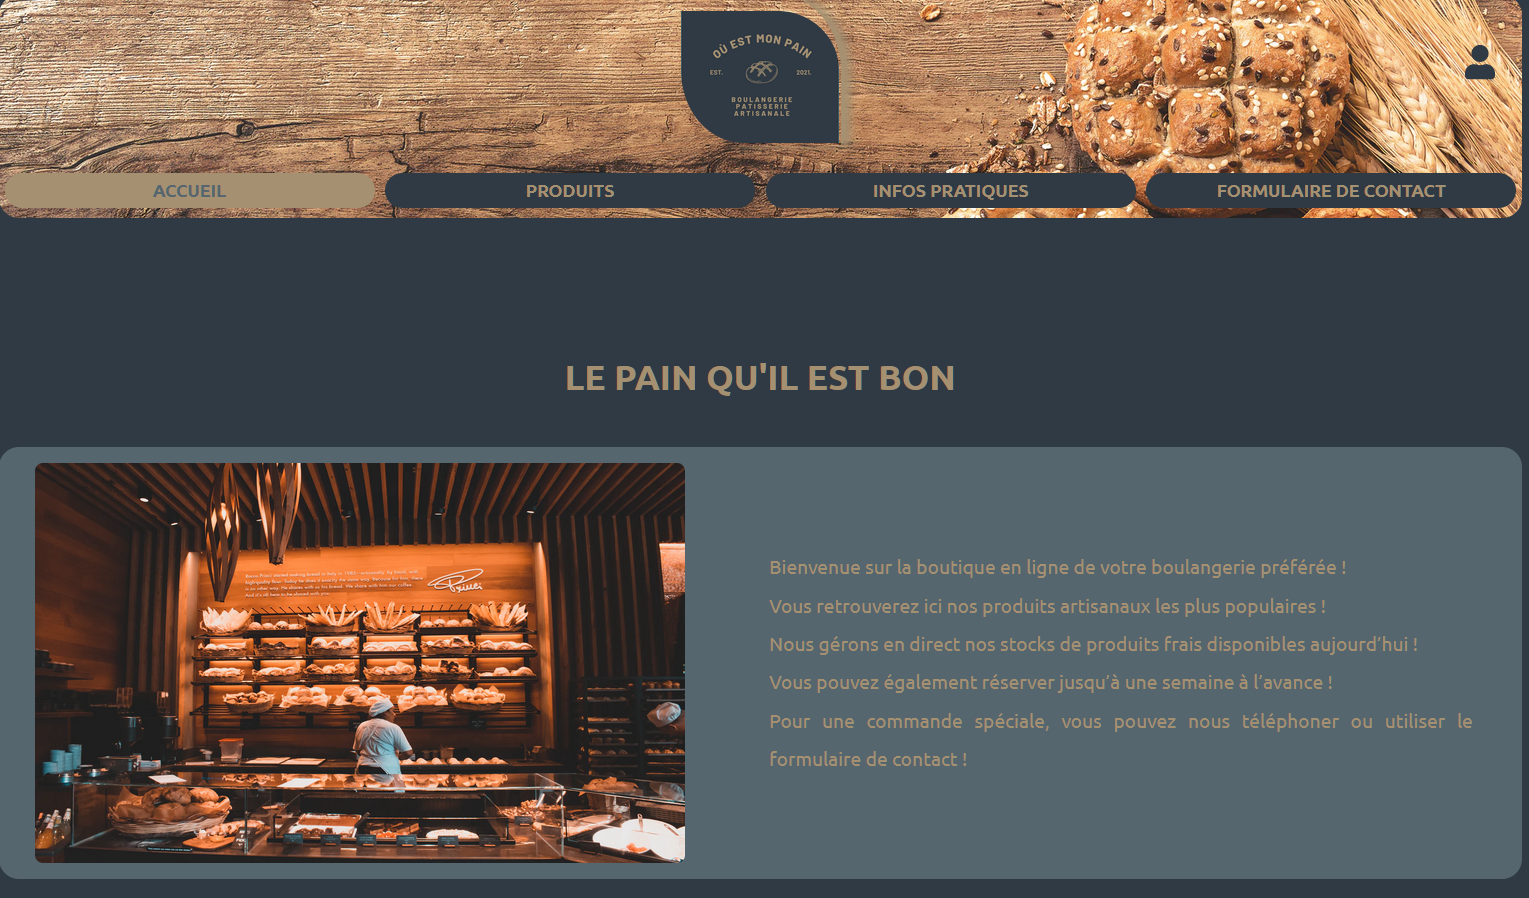 OÙ EST MON PAIN
EST. 2021.
BOULANGERIE
PATISSERIE
ARTISANALE
ACCUEIL PRODUITS INFOS PRATIQUES FORMULAIRE DE CONTACT
LE PAIN QU'IL EST BON
Princi
Bienvenue sur la boutique en ligne de votre boulangerie préférée !
Vous retrouverez ici nos produits artisanaux les plus populaires !
Nous gérons en direct nos stocks de produits frais disponibles aujourd’hui !
Vous pouvez également réserver jusqu’à une semaine à l’avance !
Pour une commande spéciale, vous pouvez nous téléphoner ou utiliser le
formulaire de contact !